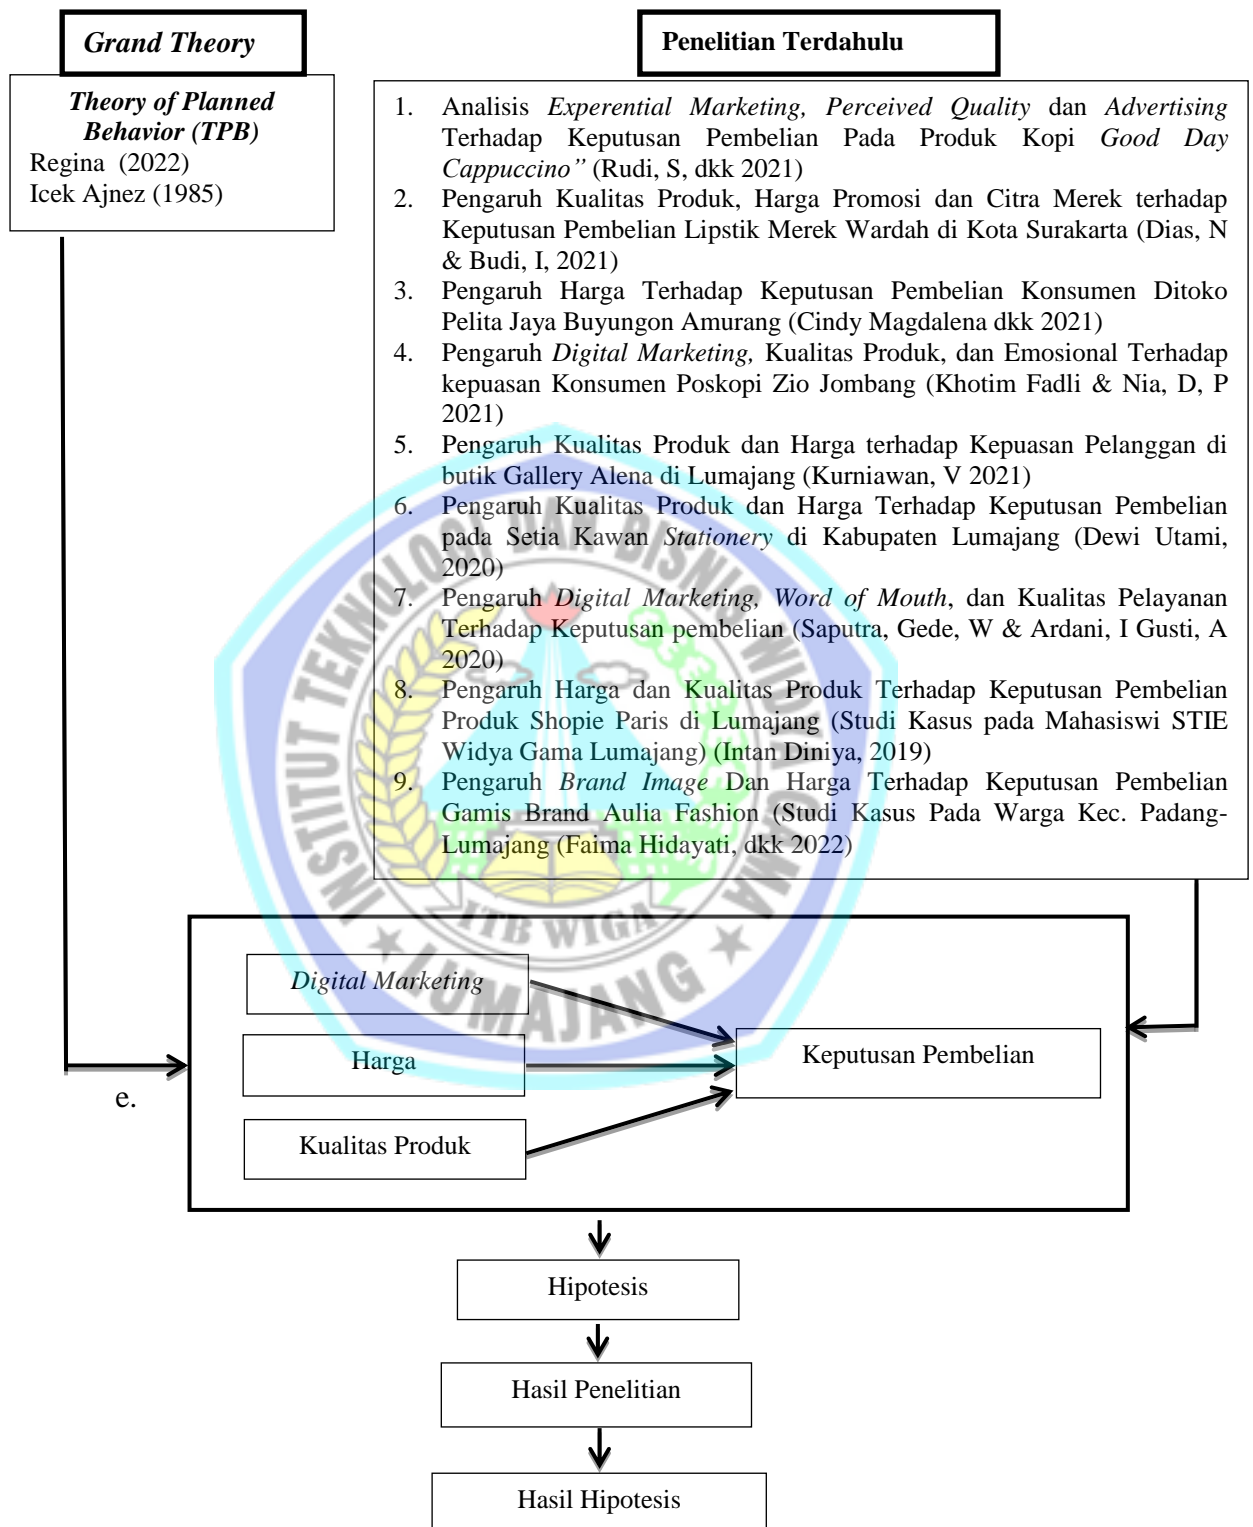 Grand Theory
Penelitian Terdahulu
Theory of Planned
Behavior (TPB)
Regina (2022)
Icek Ajnez (1985)
1. Analisis Experential Marketing, Perceived Quality dan Advertising
Terhadap Keputusan Pembelian Pada Produk Kopi Good Day
Cappuccino” (Rudi, S, dkk 2021)
2. Pengaruh Kualitas Produk, Harga Promosi dan Citra Merek terhadap
Keputusan Pembelian Lipstik Merek Wardah di Kota Surakarta (Dias, N
& Budi, I, 2021)
3. Pengaruh Harga Terhadap Keputusan Pembelian Konsumen Ditoko
Pelita Jaya Buyungon Amurang (Cindy Magdalena dkk 2021)
4. Pengaruh Digital Marketing, Kualitas Produk, dan Emosional Terhadap
kepuasan Konsumen Poskopi Zio Jombang (Khotim Fadli & Nia, D, P
2021)
5. Pengaruh Kualitas Produk dan Harga terhadap Kepuasan Pelanggan di
butik Gallery Alena di Lumajang (Kurniawan, V 2021)
6. Pengaruh Kualitas Produk dan Harga Terhadap Keputusan Pembelian
pada Setia Kawan Stationery di Kabupaten Lumajang (Dewi Utami,
2020)
7. Pengaruh Digital Marketing, Word of Mouth, dan Kualitas Pelayanan
Terhadap Keputusan pembelian (Saputra, Gede, W & Ardani, I Gusti, A
2020)
8. Pengaruh Harga dan Kualitas Produk Terhadap Keputusan Pembelian
Produk Shopie Paris di Lumajang (Studi Kasus pada Mahasiswi STIE
Widya Gama Lumajang) (Intan Diniya, 2019)
9. Pengaruh Brand Image Dan Harga Terhadap Keputusan Pembelian
Gamis Brand Aulia Fashion (Studi Kasus Pada Warga Kec. Padang-
Lumajang (Faima Hidayati, dkk 2022)
INSTITUT TEKNOLOGI DAN BISNIS WIDYA GAMA
ITB WIGA
LUMAJANG
Digital Marketing
Harga
Keputusan Pembelian
e.
Kualitas Produk
Hipotesis
Hasil Penelitian
Hasil Hipotesis